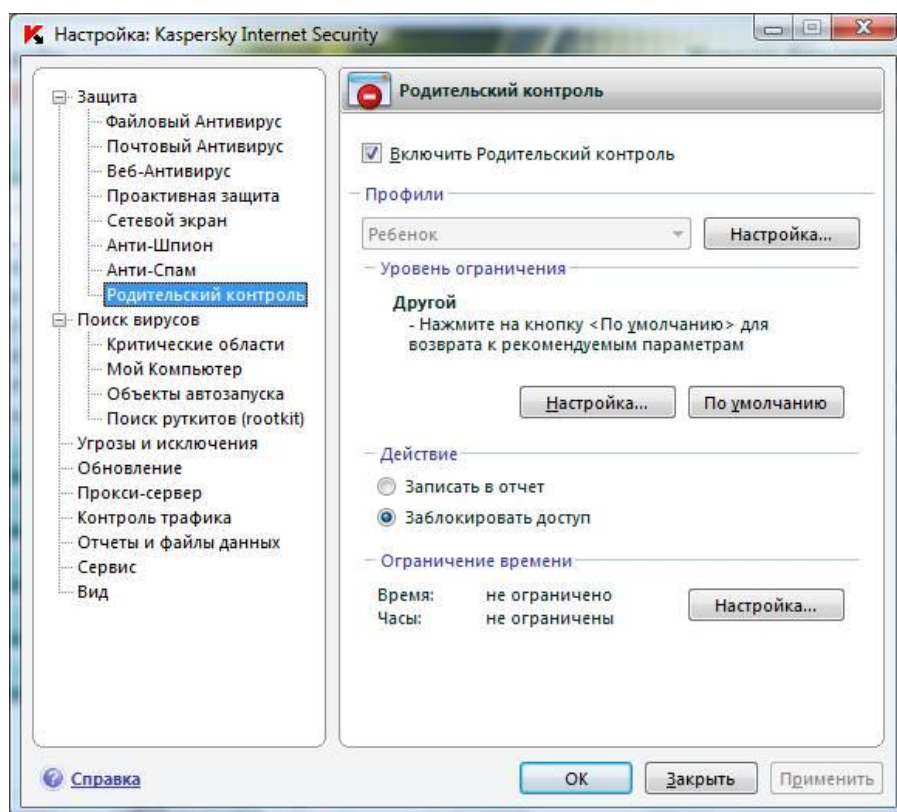 Настройка: Kaspersky Internet Security
Защита
Файловый Антивирус
Почтовый Антивирус
Веб-Антивирус
Проактивная защита
Сетевой экран
Анти-Шпион
Анти-Спам
Родительский контроль
Поиск вирусов
Критические области
Мой Компьютер
Объекты автозапуска
Поиск руткитов (rootkit)
Угрозы и исключения
Обновление
Прокси-сервер
Контроль трафика
Отчеты и файлы данных
Сервис
Вид
Родительский контроль
Включить Родительский контроль
Профили
Ребенок
Настройка...
Уровень ограничения
Другой
- Нажмите на кнопку <По умолчанию> для
возврата к рекомендуемым параметрам
Настройка... По умолчанию
Действие
Записать в отчет
Заблокировать доступ
Ограничение времени
Время: не ограничено
Часы: не ограничены
Настройка...
Справка
ОК Закрыть Применить